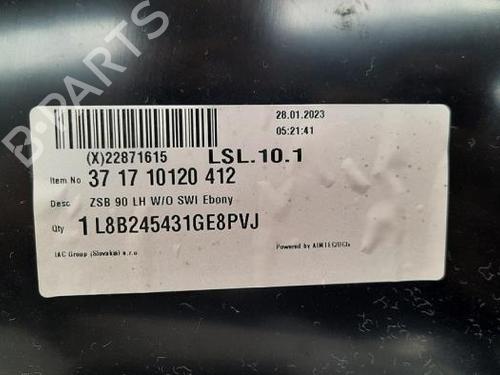 B-PARTS
28.01.2023
05:21:41
(X)22871615 LSL.10.1
Item No 37 17 10120 412
Desc ZSB 90 LH W/O SWI Ebony
Qty 1 L8B245431GE8PVJ
IAC Group (Slovakia) s.r.o Powered by